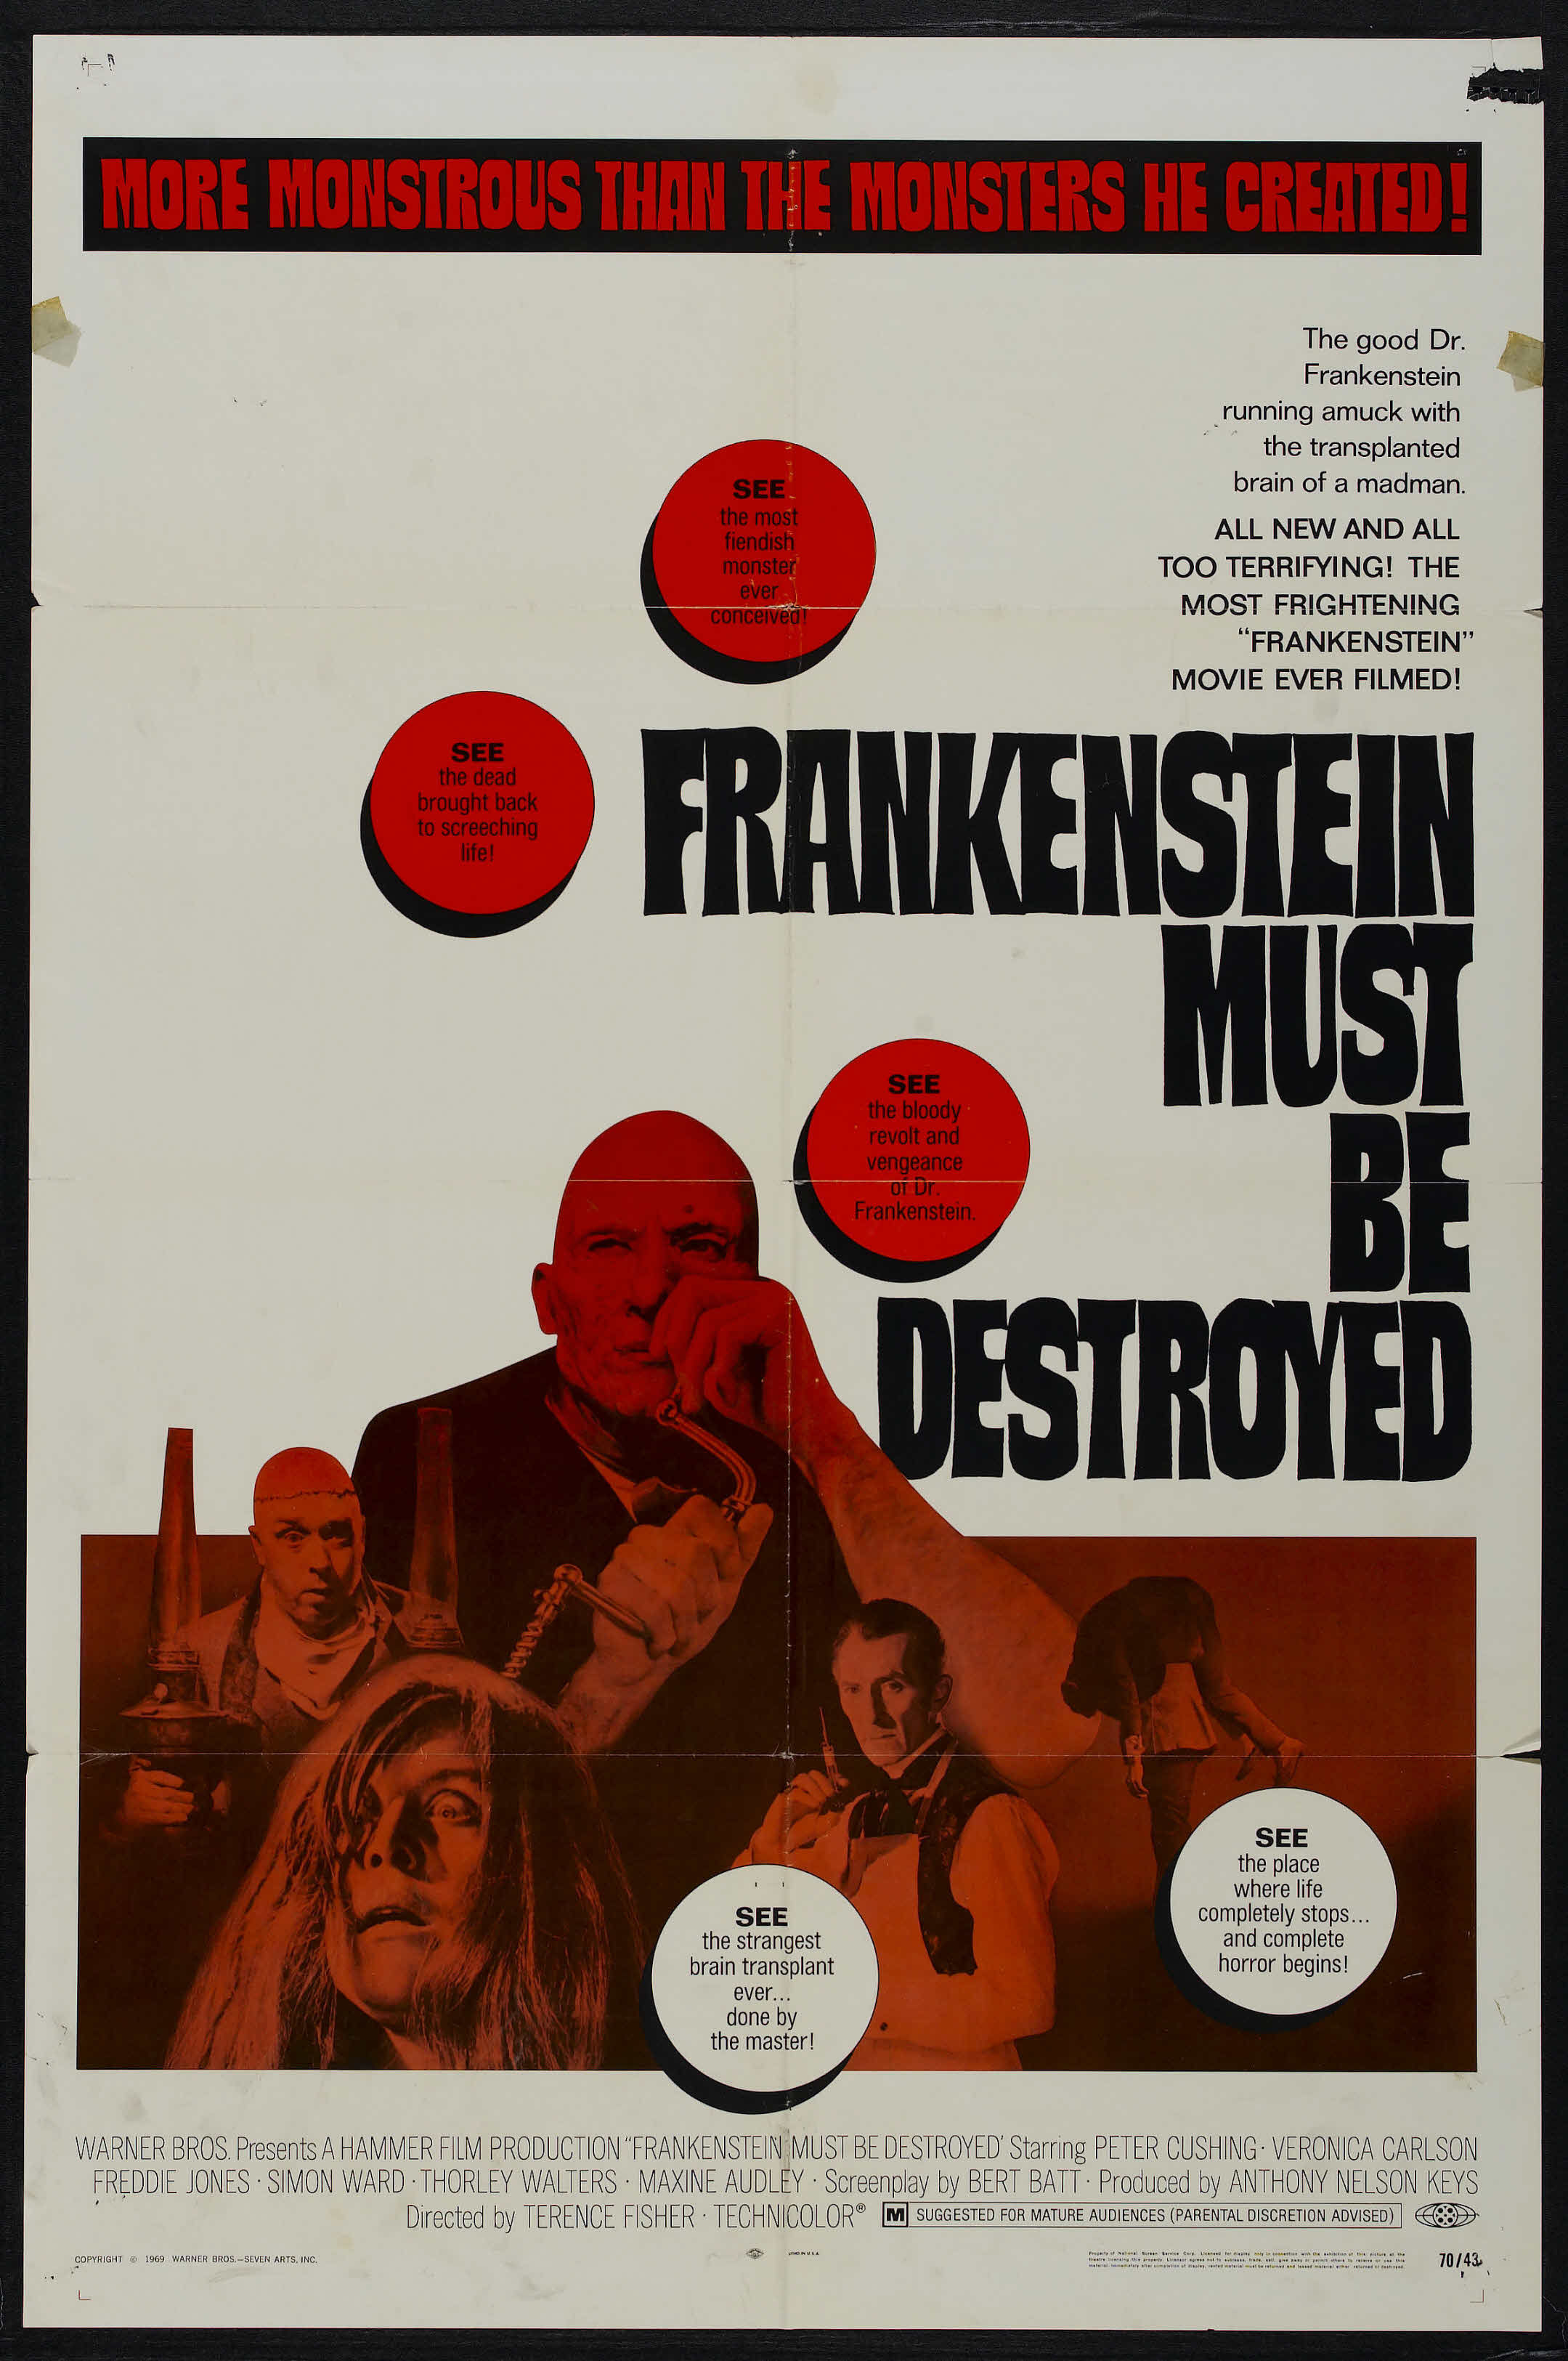 MORE MONSTROUS THAN THE MONSTERS HE CREATED!
The good Dr.
Frankenstein
running amuck with
the transplanted
brain of a madman.
ALL NEW AND ALL
TOO TERRIFYING! THE
MOST FRIGHTENING
“FRANKENSTEIN”
MOVIE EVER FILMED!
SEE
the most
fiendish
monster
ever
conceived!
SEE
the dead
brought back
to screeching
life!
FRANKENSTEIN
MUST
BE
DESTROYED
SEE
the bloody
revolt and
vengeance
of Dr.
Frankenstein.
SEE
the strangest
brain transplant
ever...
done by
the master!
SEE
the place
where life
completely stops...
and complete
horror begins!
WARNER BROS. Presents A HAMMER FILM PRODUCTION “FRANKENSTEIN MUST BE DESTROYED’ Starring PETER CUSHING · VERONICA CARLSON
FREDDIE JONES · SIMON WARD · THORLEY WALTERS · MAXINE AUDLEY · Screenplay by BERT BATT · Produced by ANTHONY NELSON KEYS
Directed by TERENCE FISHER · TECHNICOLOR® M SUGGESTED FOR MATURE AUDIENCES (PARENTAL DISCRETION ADVISED)
COPYRIGHT © 1969 WARNER BROS.–SEVEN ARTS, INC.
LITHO IN U.S.A.
70/43